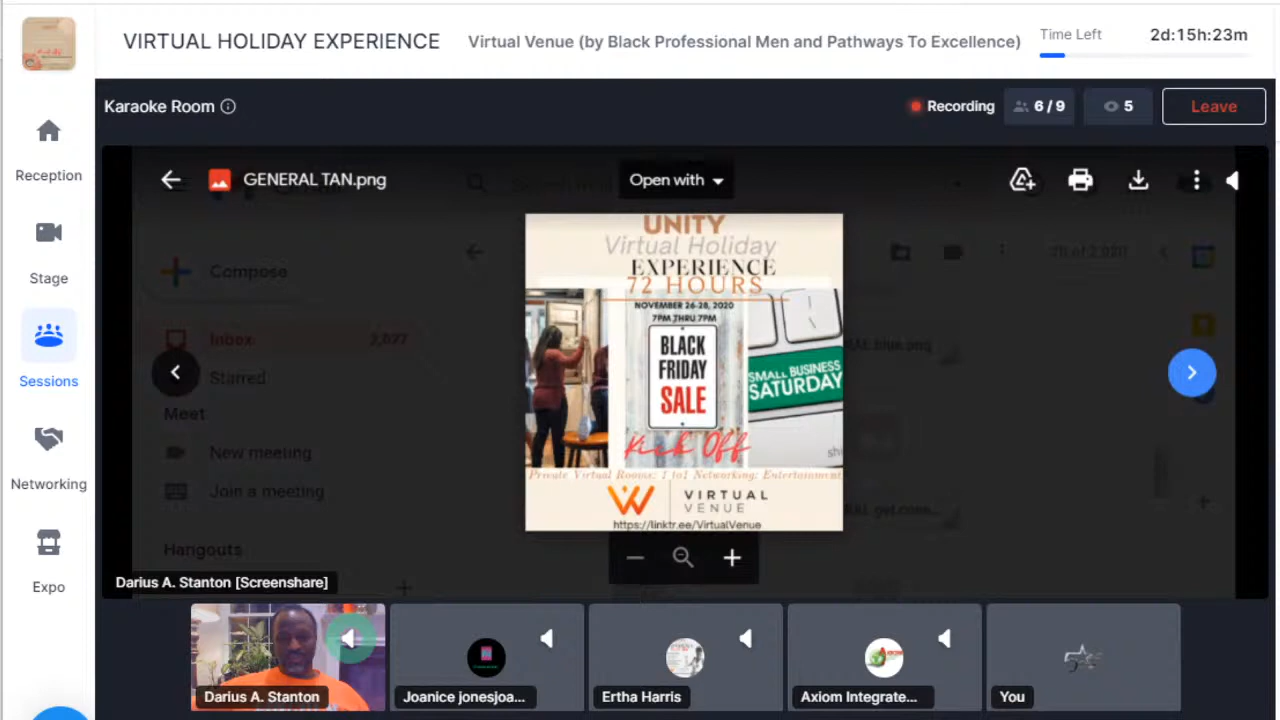 VIRTUAL HOLIDAY EXPERIENCE
Virtual Venue (by Black Professional Men and Pathways To Excellence)
Time Left
2d:15h:23m
Karaoke Room
Recording
6 / 9
5
Leave
Reception
Stage
Sessions
Networking
Expo
GENERAL TAN.png
Open with
Compose
Inbox
2,027
Starred
Meet
New meeting
Join a meeting
Hangouts
UNITY
Virtual Holiday
EXPERIENCE
72 HOURS
NOVEMBER 26-28, 2020
7PM THRU 7PM
BLACK
FRIDAY
SALE
SMALL BUSINESS
SATURDAY
Kick Off
Private Virtual Rooms: 1 to1 Networking: Entertainment
VIRTUAL
VENUE
https://linktr.ee/VirtualVenue
Darius A. Stanton [Screenshare]
Darius A. Stanton
Joanice jonesjoa...
Ertha Harris
Axiom Integrate...
You